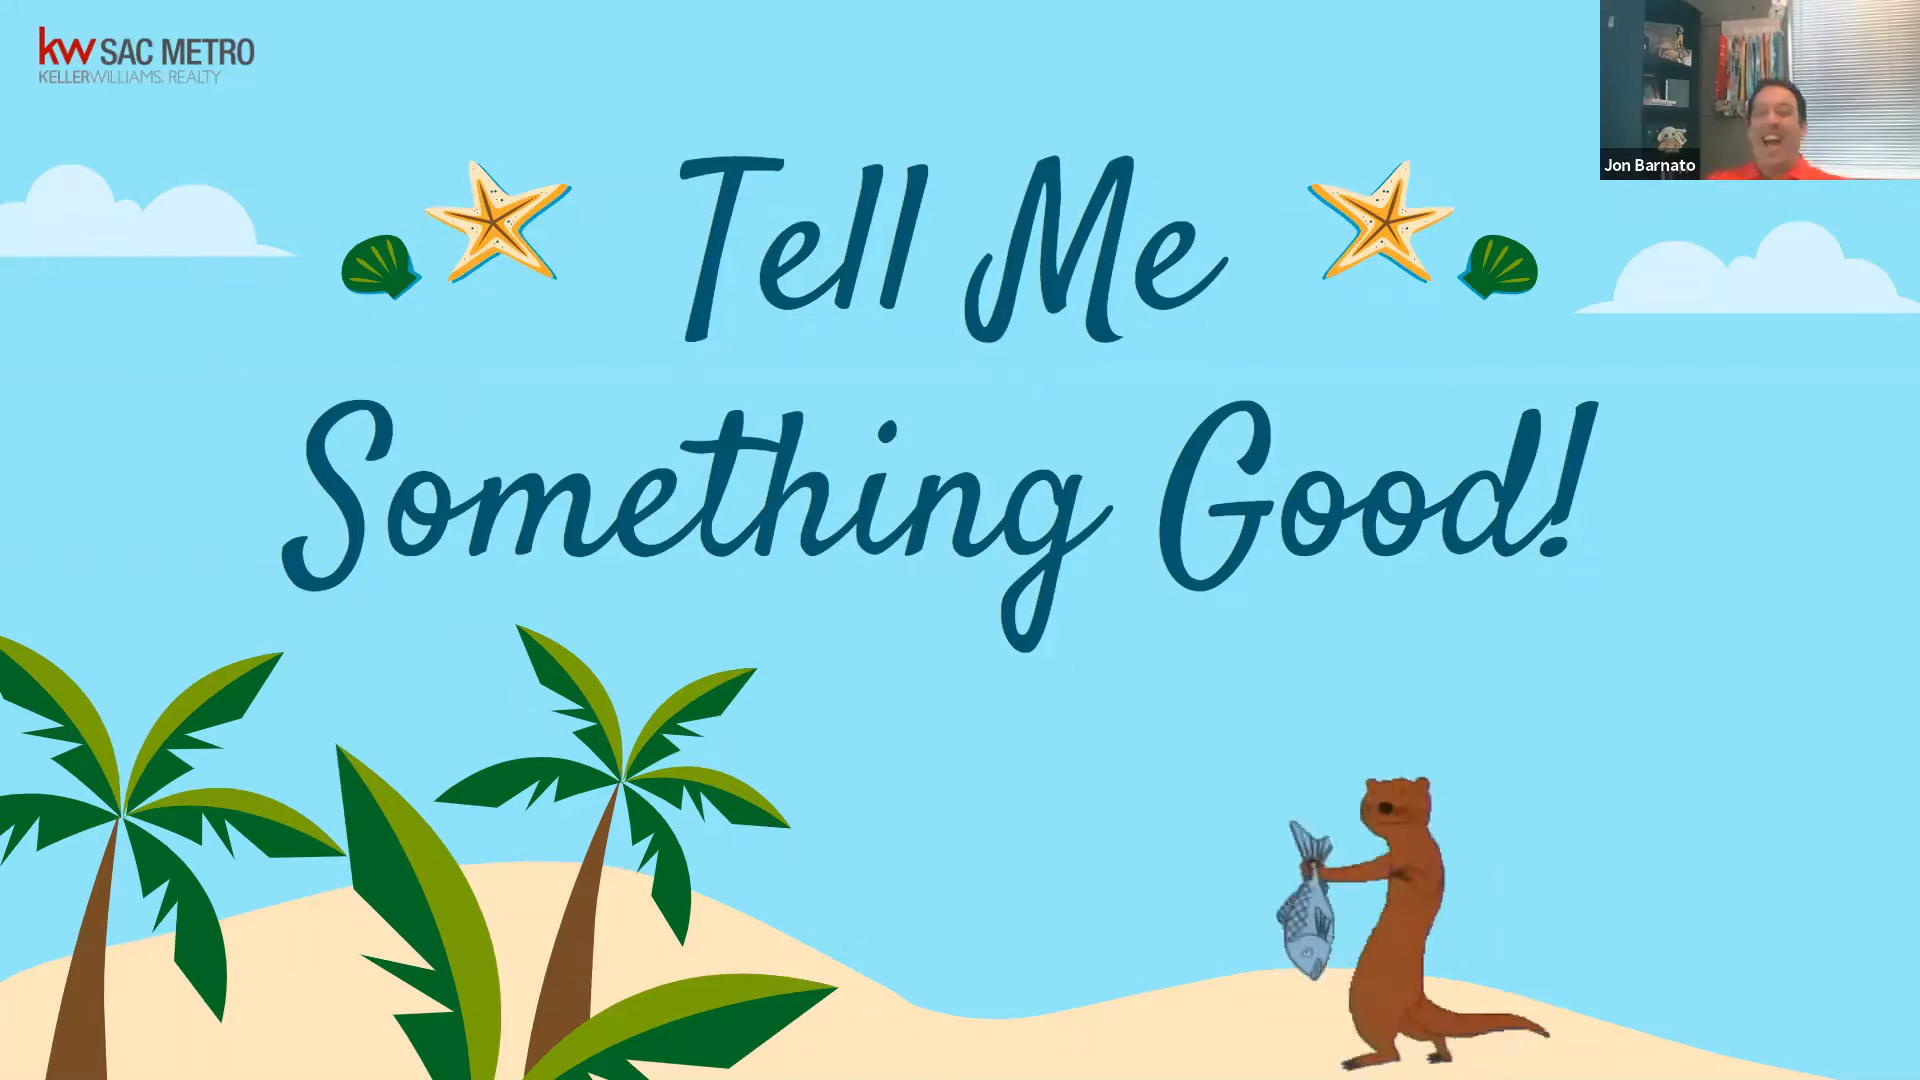 kw SAC METRO
KELLERWILLIAMS. REALTY
Jon Barnato
Tell Me
Something Good!